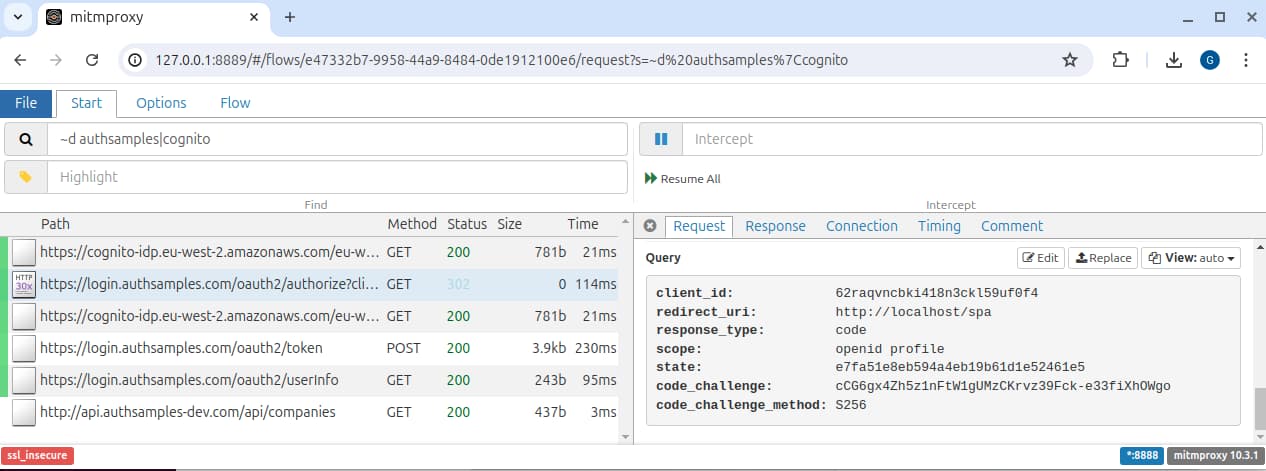 mitmproxy
127.0.0.1:8889/#/flows/e47332b7-9958-44a9-8484-0de1912100e6/request?s=~d%20authsamples%7Ccognito
G
File Start Options Flow
~d authsamples|cognito
Intercept
Highlight
Resume All
Find
Intercept
Path Method Status Size Time
https://cognito-idp.eu-west-2.amazonaws.com/eu-w... GET 200 781b 21ms
HTTP 30x https://login.authsamples.com/oauth2/authorize?cli... GET 302 0 114ms
https://cognito-idp.eu-west-2.amazonaws.com/eu-w... GET 200 781b 21ms
https://login.authsamples.com/oauth2/token POST 200 3.9kb 230ms
https://login.authsamples.com/oauth2/userInfo GET 200 243b 95ms
http://api.authsamples-dev.com/api/companies GET 200 437b 3ms
Request Response Connection Timing Comment
Query Edit Replace View: auto
client_id: 62raqvncbki418n3ckl59uf0f4
redirect_uri: http://localhost/spa
response_type: code
scope: openid profile
state: e7fa51e8eb594a4eb19b61d1e52461e5
code_challenge: cCG6gx4Zh5z1nFtW1gUMzCKrvz39Fck-e33fiXhOWgo
code_challenge_method: S256
ssl_insecure
*:8888 mitmproxy 10.3.1